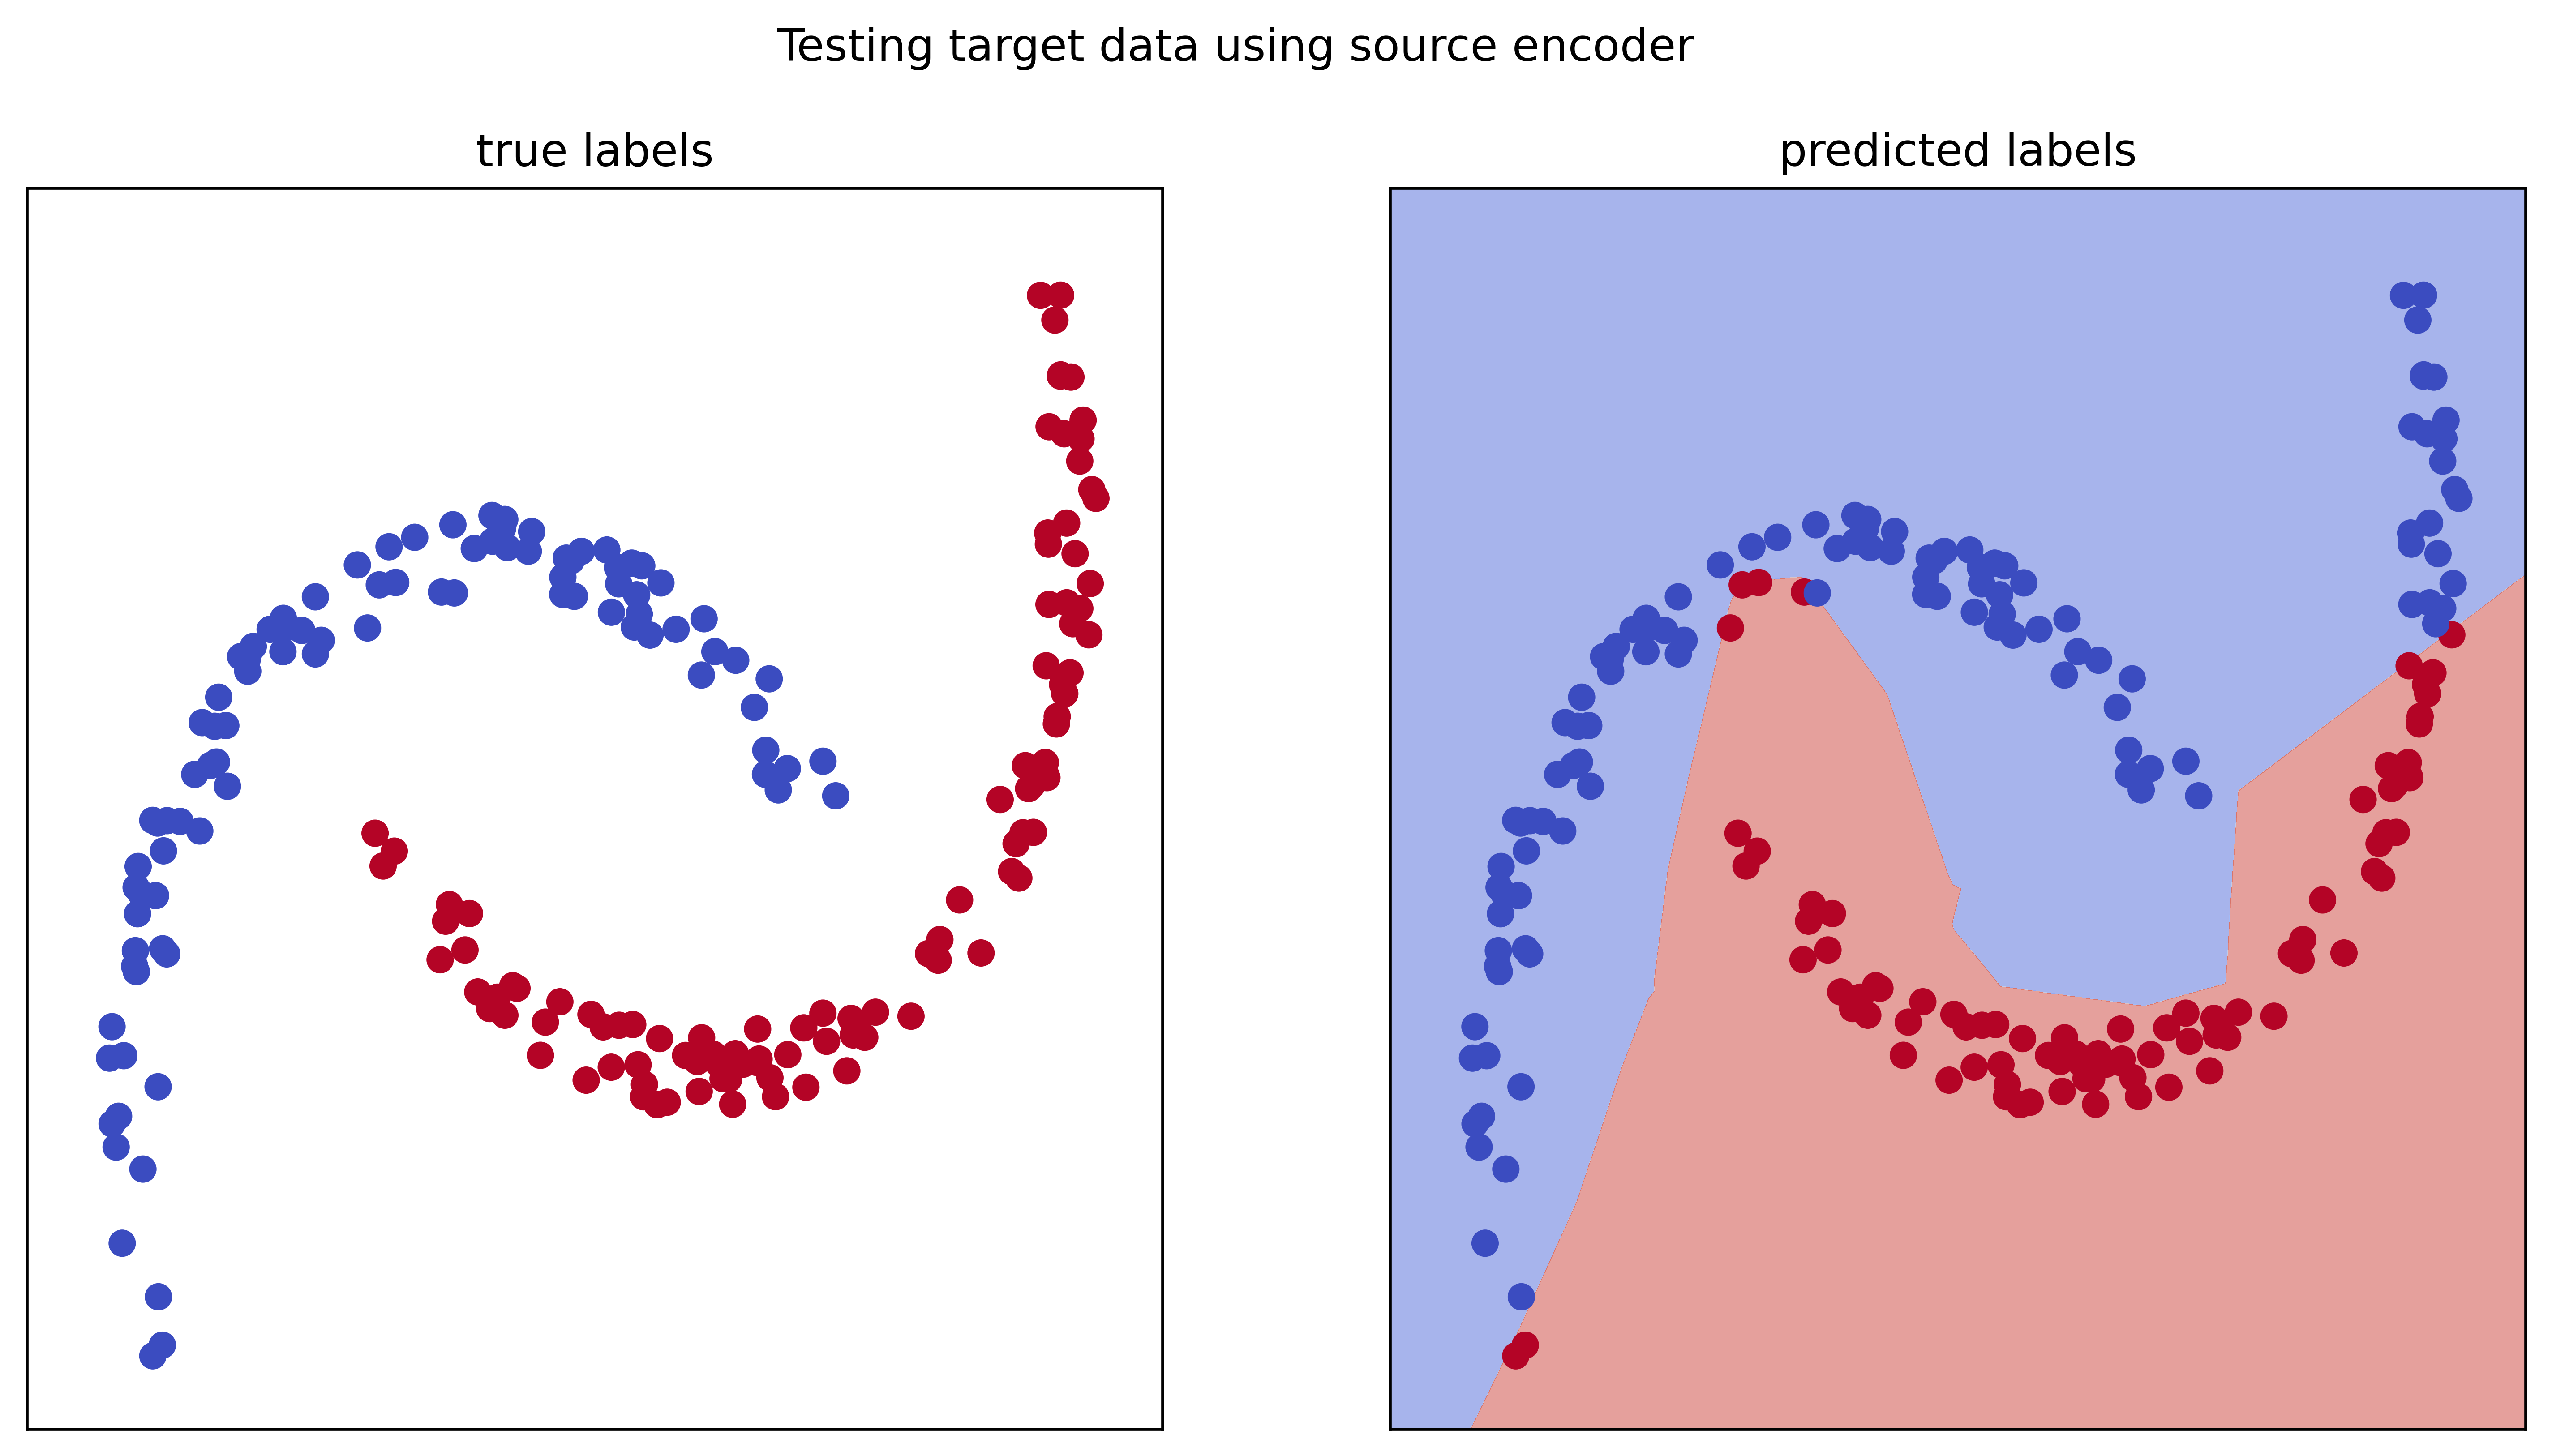 Testing target data using source encoder
true labels
predicted labels